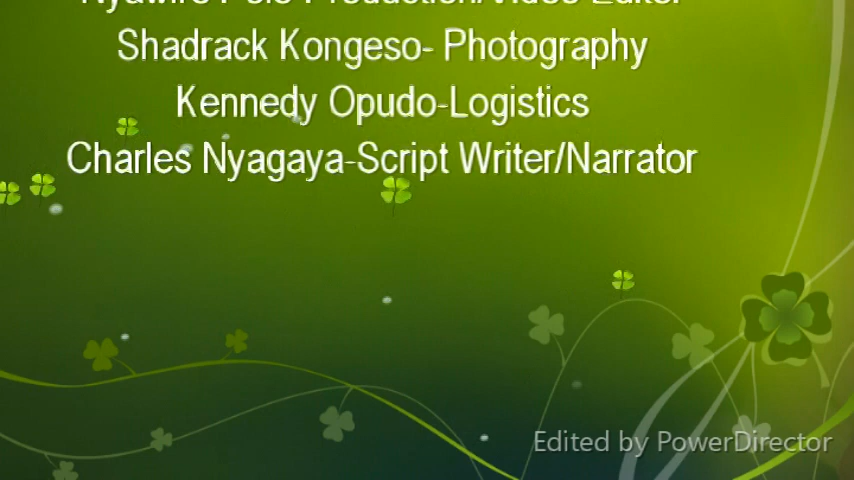 Shadrack Kongeso- Photography
Kennedy Opudo-Logistics
Charles Nyagaya-Script Writer/Narrator
Edited by PowerDirector